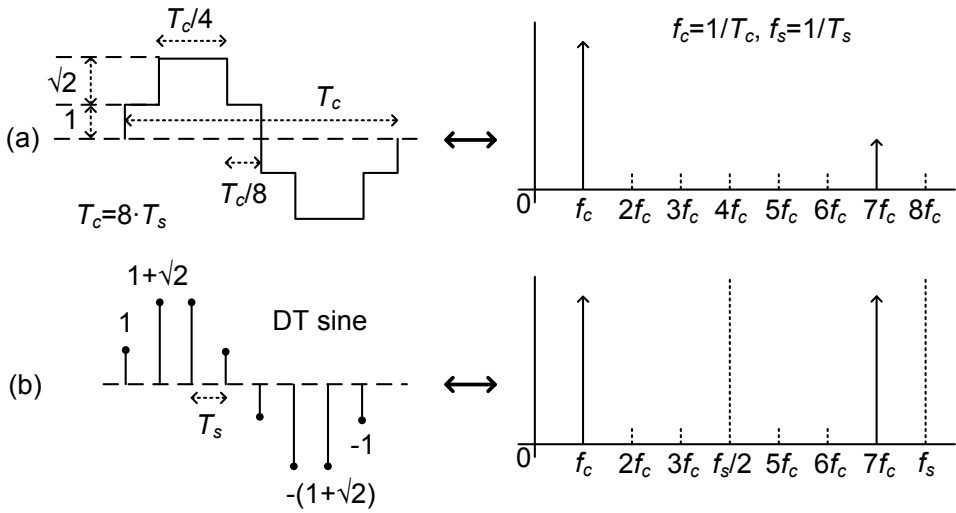 T_c/4
f_c=1/T_c, f_s=1/T_s
√2
T_c
1
(a)
T_c/8
T_c=8·T_s
0
f_c 2f_c 3f_c 4f_c 5f_c 6f_c 7f_c 8f_c
1+√2
1
DT sine
(b)
T_s
-1
-(1+√2)
0
f_c 2f_c 3f_c f_s/2 5f_c 6f_c 7f_c f_s